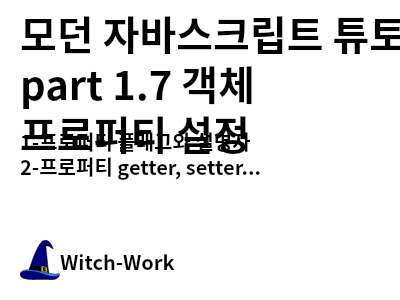 모던 자바스크립트 튜토
part 1.7 객체
프로퍼티 설정
1-프로퍼티 플래그와 설명자
2-프로퍼티 getter, setter...
Witch-Work